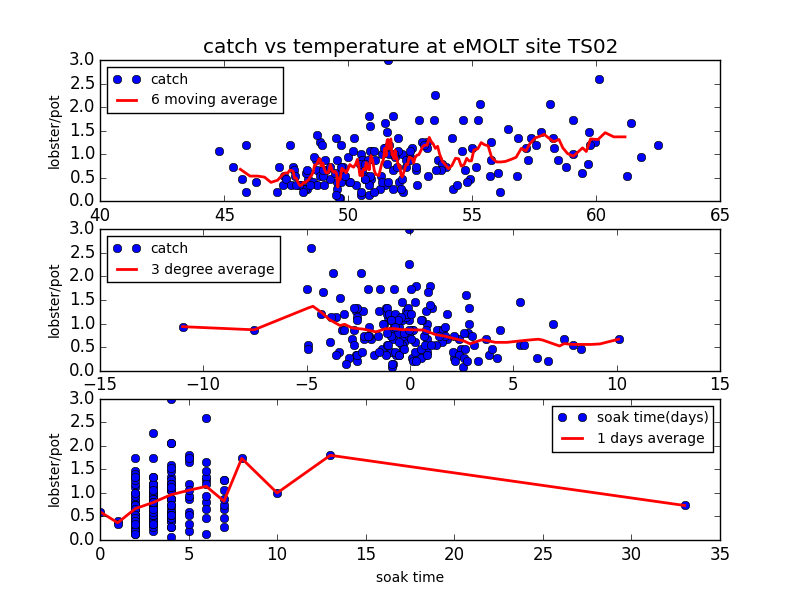 catch vs temperature at eMOLT site TS02
3.0
2.5
2.0
1.5
1.0
0.5
0.0
lobster/pot
catch
6 moving average
40 45 50 55 60 65
3.0
2.5
2.0
1.5
1.0
0.5
0.0
lobster/pot
catch
3 degree average
−15 −10 −5 0 5 10 15
3.0
2.5
2.0
1.5
1.0
0.5
0.0
lobster/pot
soak time(days)
1 days average
0 5 10 15 20 25 30 35
soak time